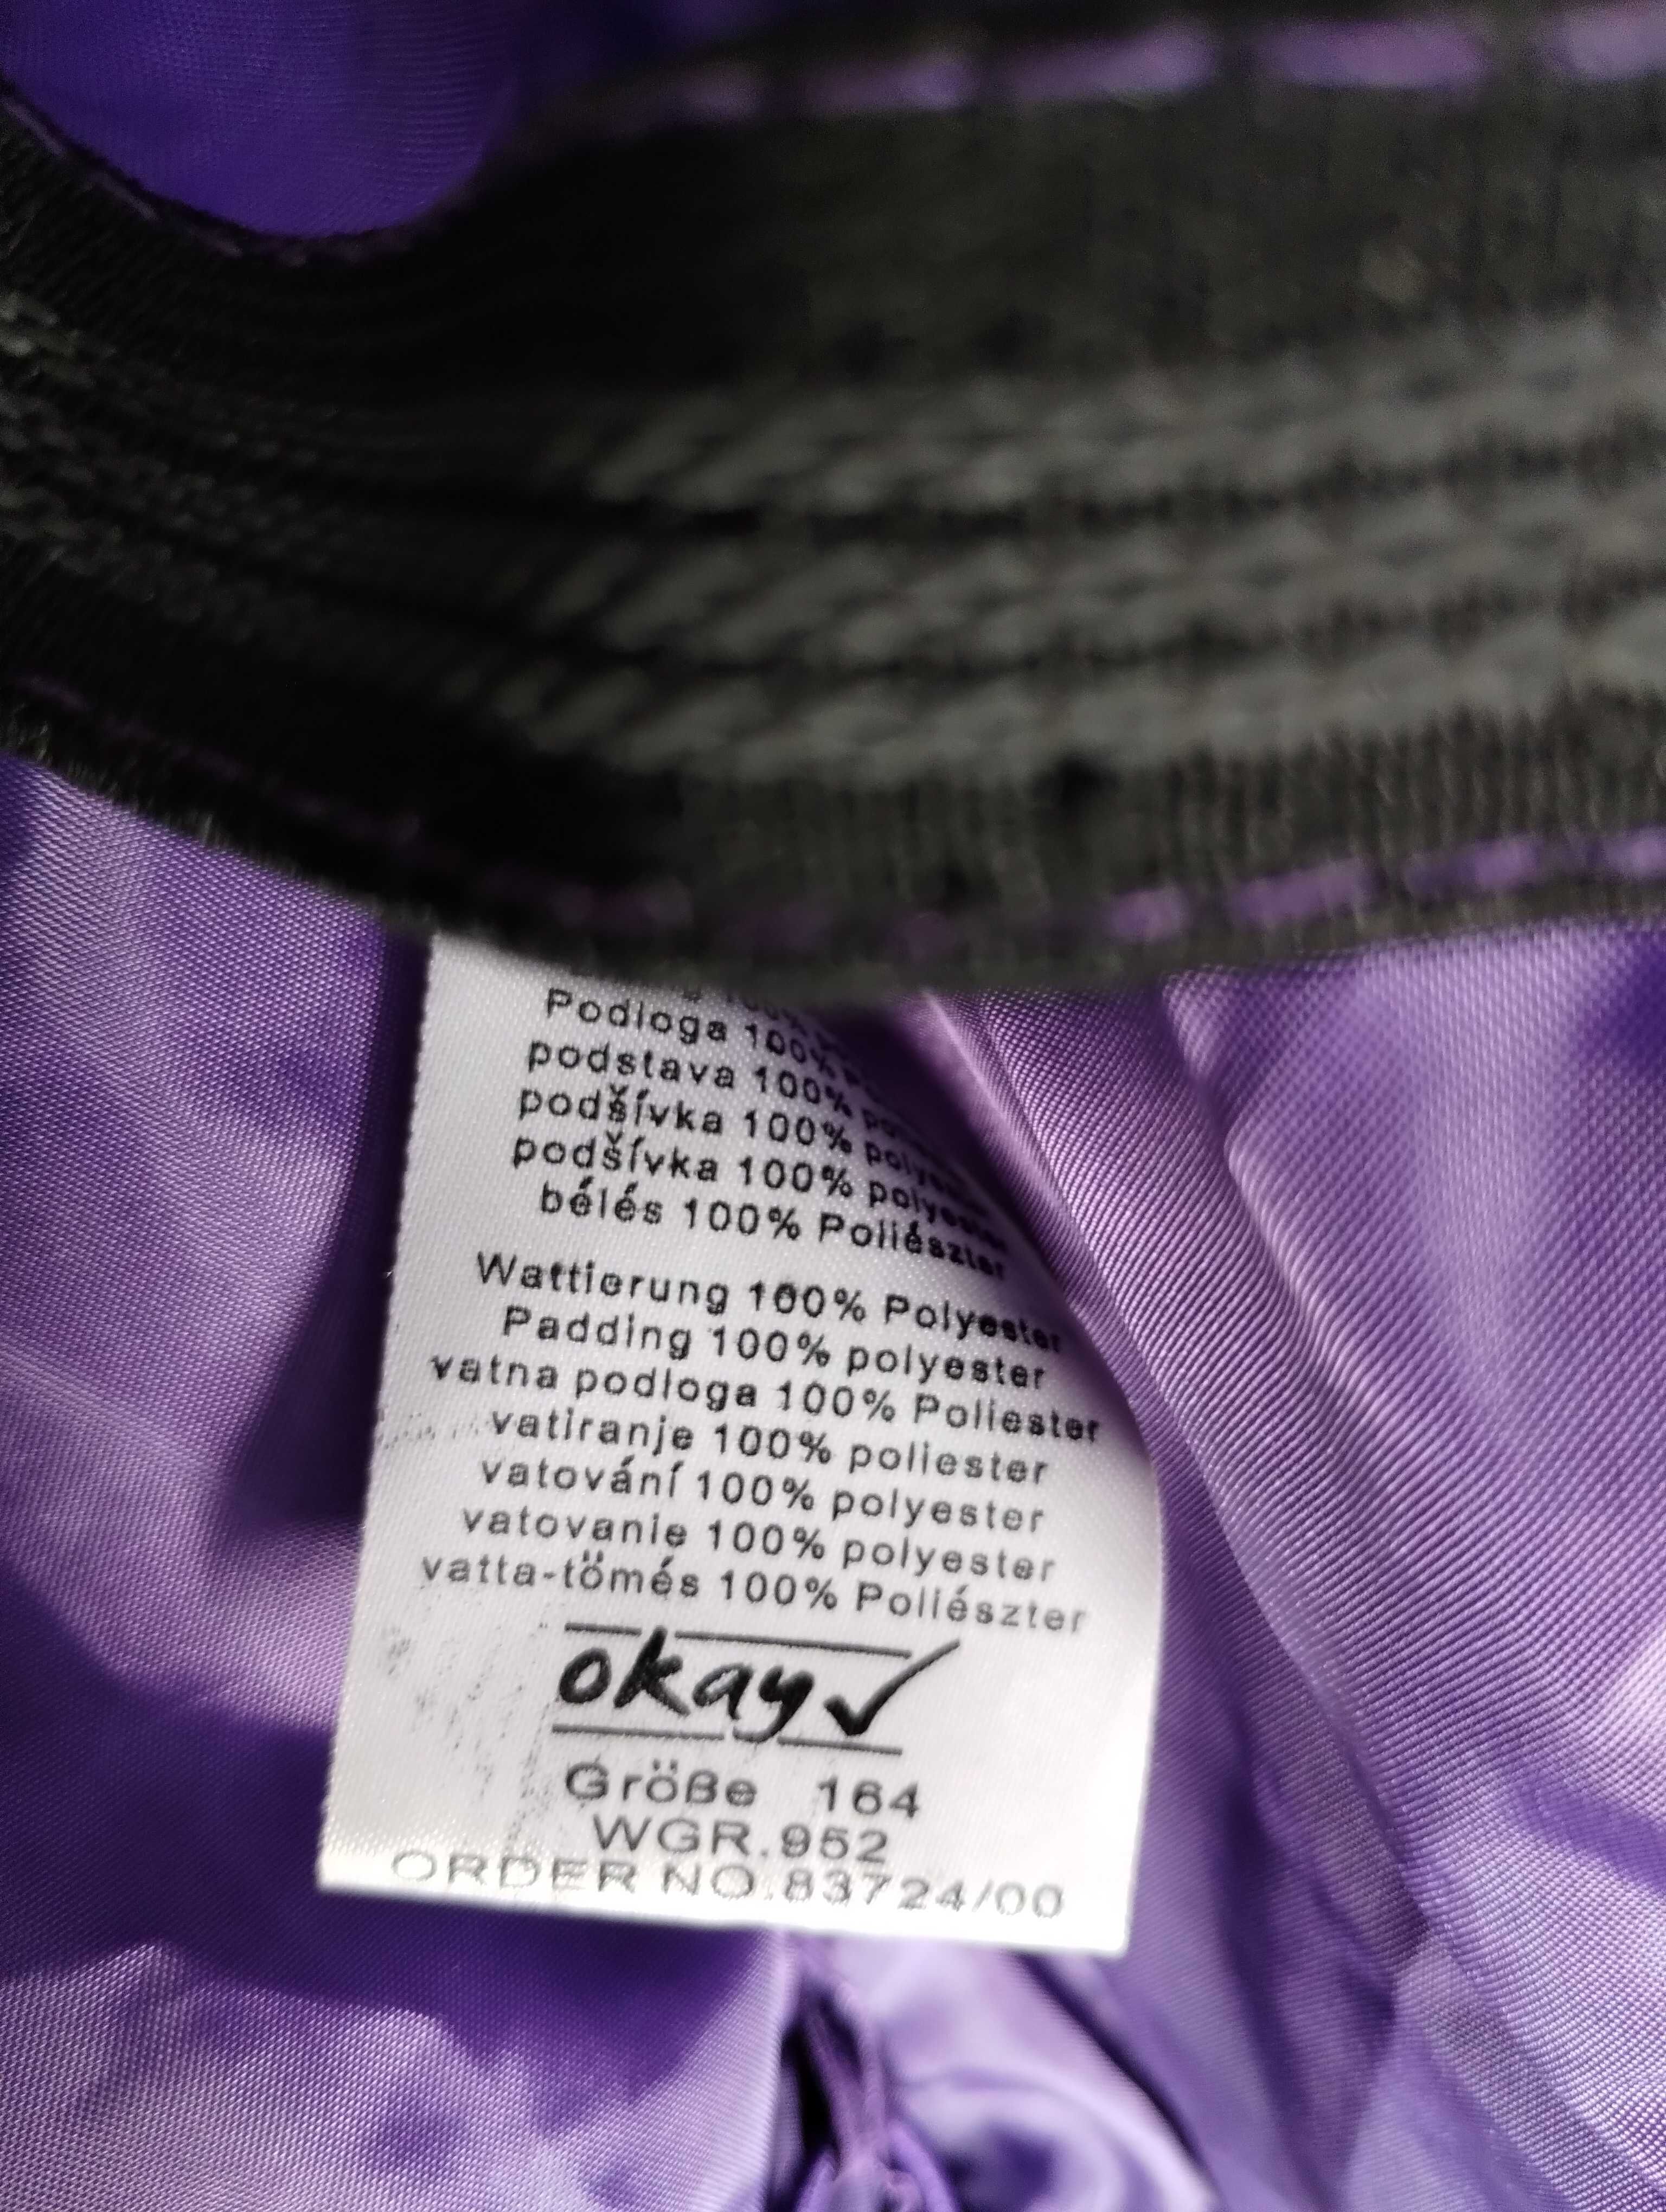 Podloga 100%
podstava 100%
podšívka 100% polyester
podšívka 100% polyester
bélés 100% Poliészter
Wattierung 100% Polyester
Padding 100% polyester
vatna podloga 100% Poliester
vatiranje 100% poliester
vatování 100% polyester
vatovanie 100% polyester
vatta-tömés 100% Poliészter
okay
Größe 164
WGR.952
ORDER NO.83724/00